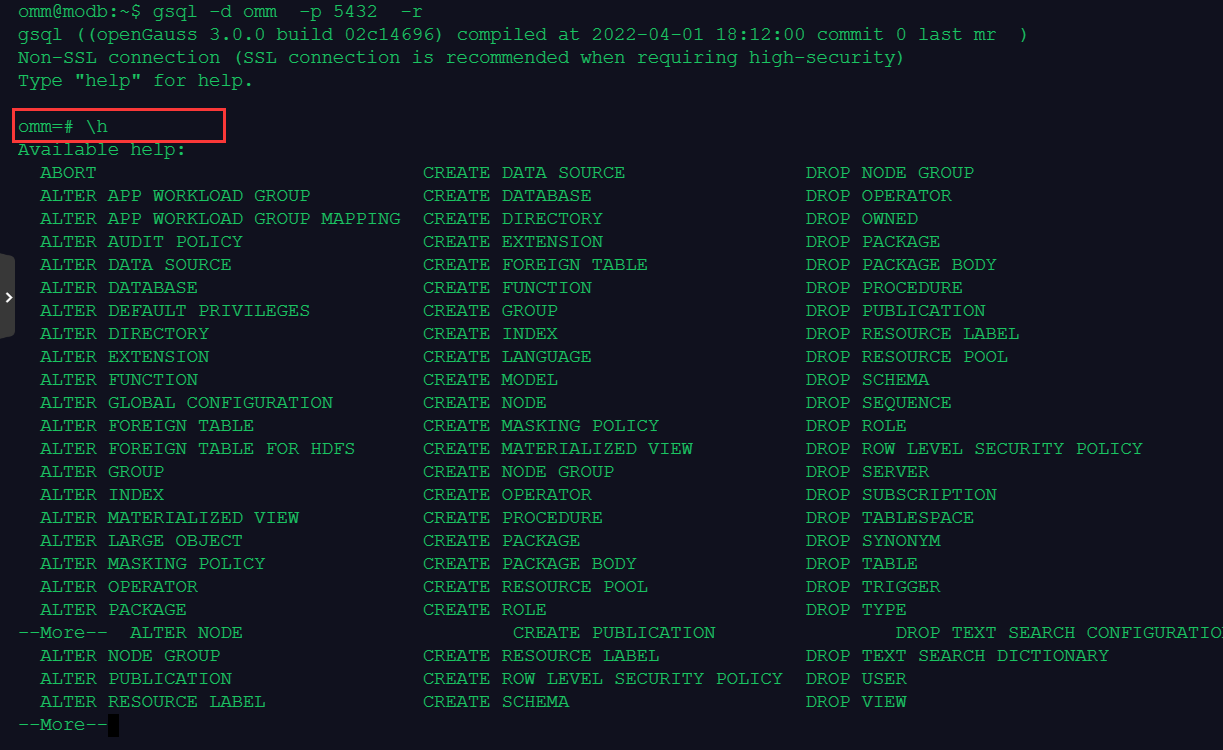 omm@modb:~$ gsql -d omm  -p 5432  -r
gsql ((openGauss 3.0.0 build 02c14696) compiled at 2022-04-01 18:12:00 commit 0 last mr  )
Non-SSL connection (SSL connection is recommended when requiring high-security)
Type "help" for help.
omm=# \h
Available help:
  ABORT                             CREATE DATA SOURCE                DROP NODE GROUP
  ALTER APP WORKLOAD GROUP          CREATE DATABASE                   DROP OPERATOR
  ALTER APP WORKLOAD GROUP MAPPING  CREATE DIRECTORY                  DROP OWNED
  ALTER AUDIT POLICY                CREATE EXTENSION                  DROP PACKAGE
  ALTER DATA SOURCE                 CREATE FOREIGN TABLE              DROP PACKAGE BODY
  ALTER DATABASE                    CREATE FUNCTION                   DROP PROCEDURE
  ALTER DEFAULT PRIVILEGES          CREATE GROUP                      DROP PUBLICATION
  ALTER DIRECTORY                   CREATE INDEX                      DROP RESOURCE LABEL
  ALTER EXTENSION                   CREATE LANGUAGE                   DROP RESOURCE POOL
  ALTER FUNCTION                    CREATE MODEL                      DROP SCHEMA
  ALTER GLOBAL CONFIGURATION        CREATE NODE                       DROP SEQUENCE
  ALTER FOREIGN TABLE               CREATE MASKING POLICY             DROP ROLE
  ALTER FOREIGN TABLE FOR HDFS      CREATE MATERIALIZED VIEW          DROP ROW LEVEL SECURITY POLICY
  ALTER GROUP                       CREATE NODE GROUP                 DROP SERVER
  ALTER INDEX                       CREATE OPERATOR                   DROP SUBSCRIPTION
  ALTER MATERIALIZED VIEW           CREATE PROCEDURE                  DROP TABLESPACE
  ALTER LARGE OBJECT                CREATE PACKAGE                    DROP SYNONYM
  ALTER MASKING POLICY              CREATE PACKAGE BODY               DROP TABLE
  ALTER OPERATOR                    CREATE RESOURCE POOL              DROP TRIGGER
  ALTER PACKAGE                     CREATE ROLE                       DROP TYPE
--More--  ALTER NODE                        CREATE PUBLICATION                DROP TEXT SEARCH CONFIGURATIO
  ALTER NODE GROUP                  CREATE RESOURCE LABEL             DROP TEXT SEARCH DICTIONARY
  ALTER PUBLICATION                 CREATE ROW LEVEL SECURITY POLICY  DROP USER
  ALTER RESOURCE LABEL              CREATE SCHEMA                     DROP VIEW
--More--